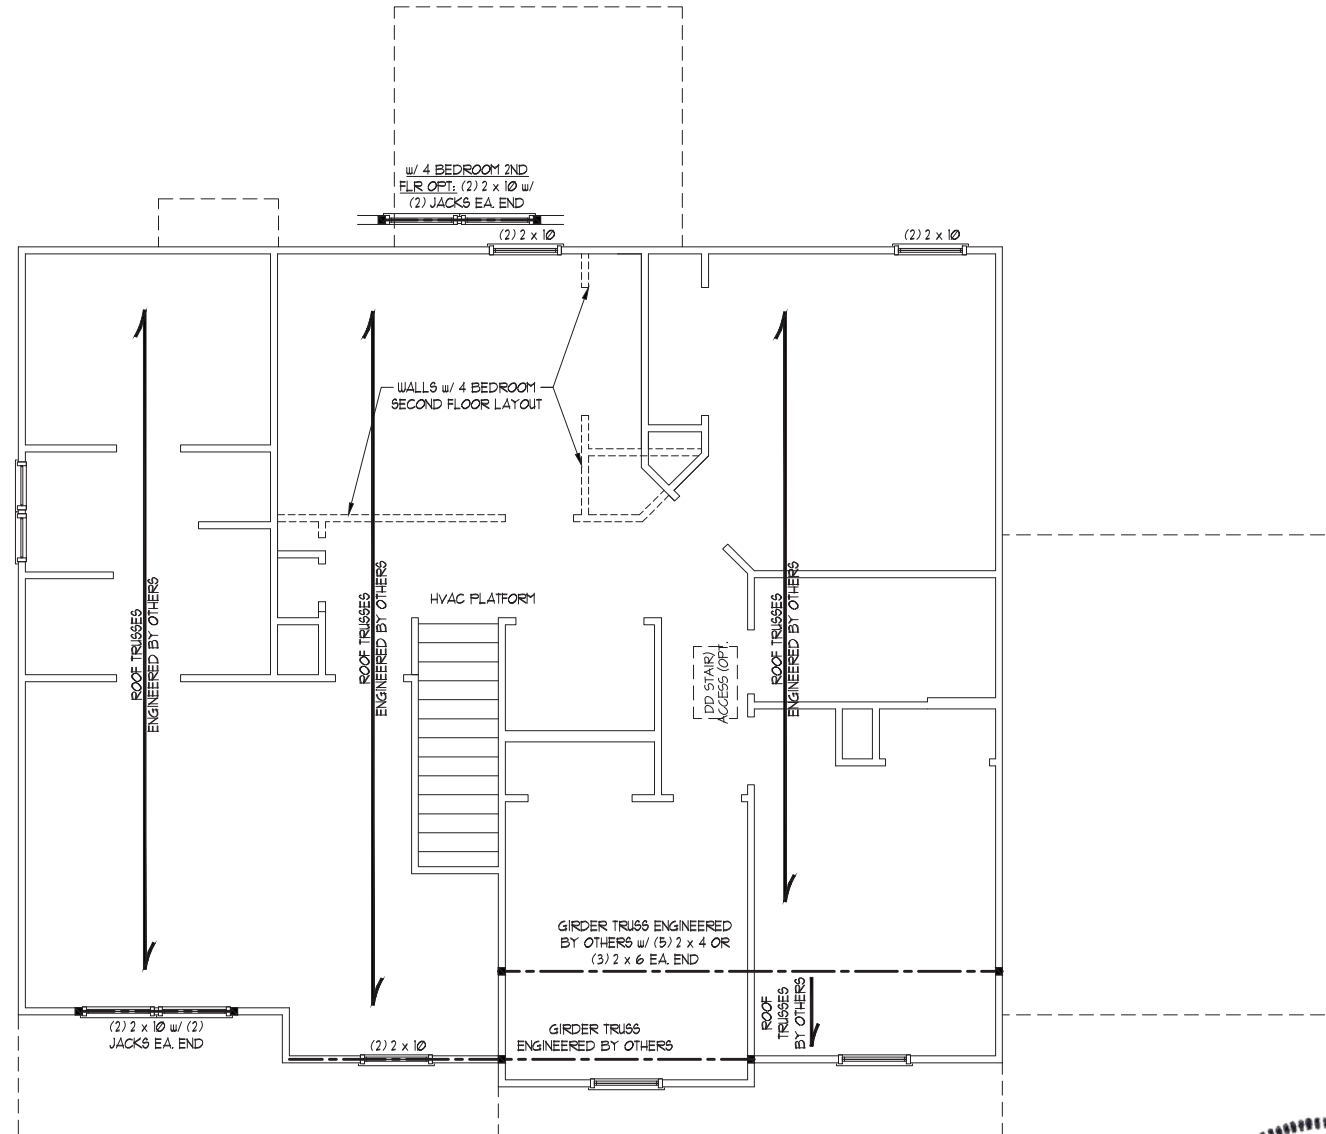 w/ 4 BEDROOM 2ND
FLR OPT: (2) 2 x 10 w/
(2) JACKS EA. END
(2) 2 x 10
(2) 2 x 10
WALLS w/ 4 BEDROOM
SECOND FLOOR LAYOUT
HVAC PLATFORM
ROOF TRUSSES
ENGINEERED BY OTHERS
ROOF TRUSSES
ENGINEERED BY OTHERS
ROOF TRUSSES
ENGINEERED BY OTHERS
DD STAIR/
ACCESS (OPT.
GIRDER TRUSS ENGINEERED
BY OTHERS w/ (5) 2 x 4 OR
(3) 2 x 6 EA. END
ROOF
TRUSSES
BY OTHERS
(2) 2 x 10 w/ (2)
JACKS EA. END
(2) 2 x 10
GIRDER TRUSS
ENGINEERED BY OTHERS